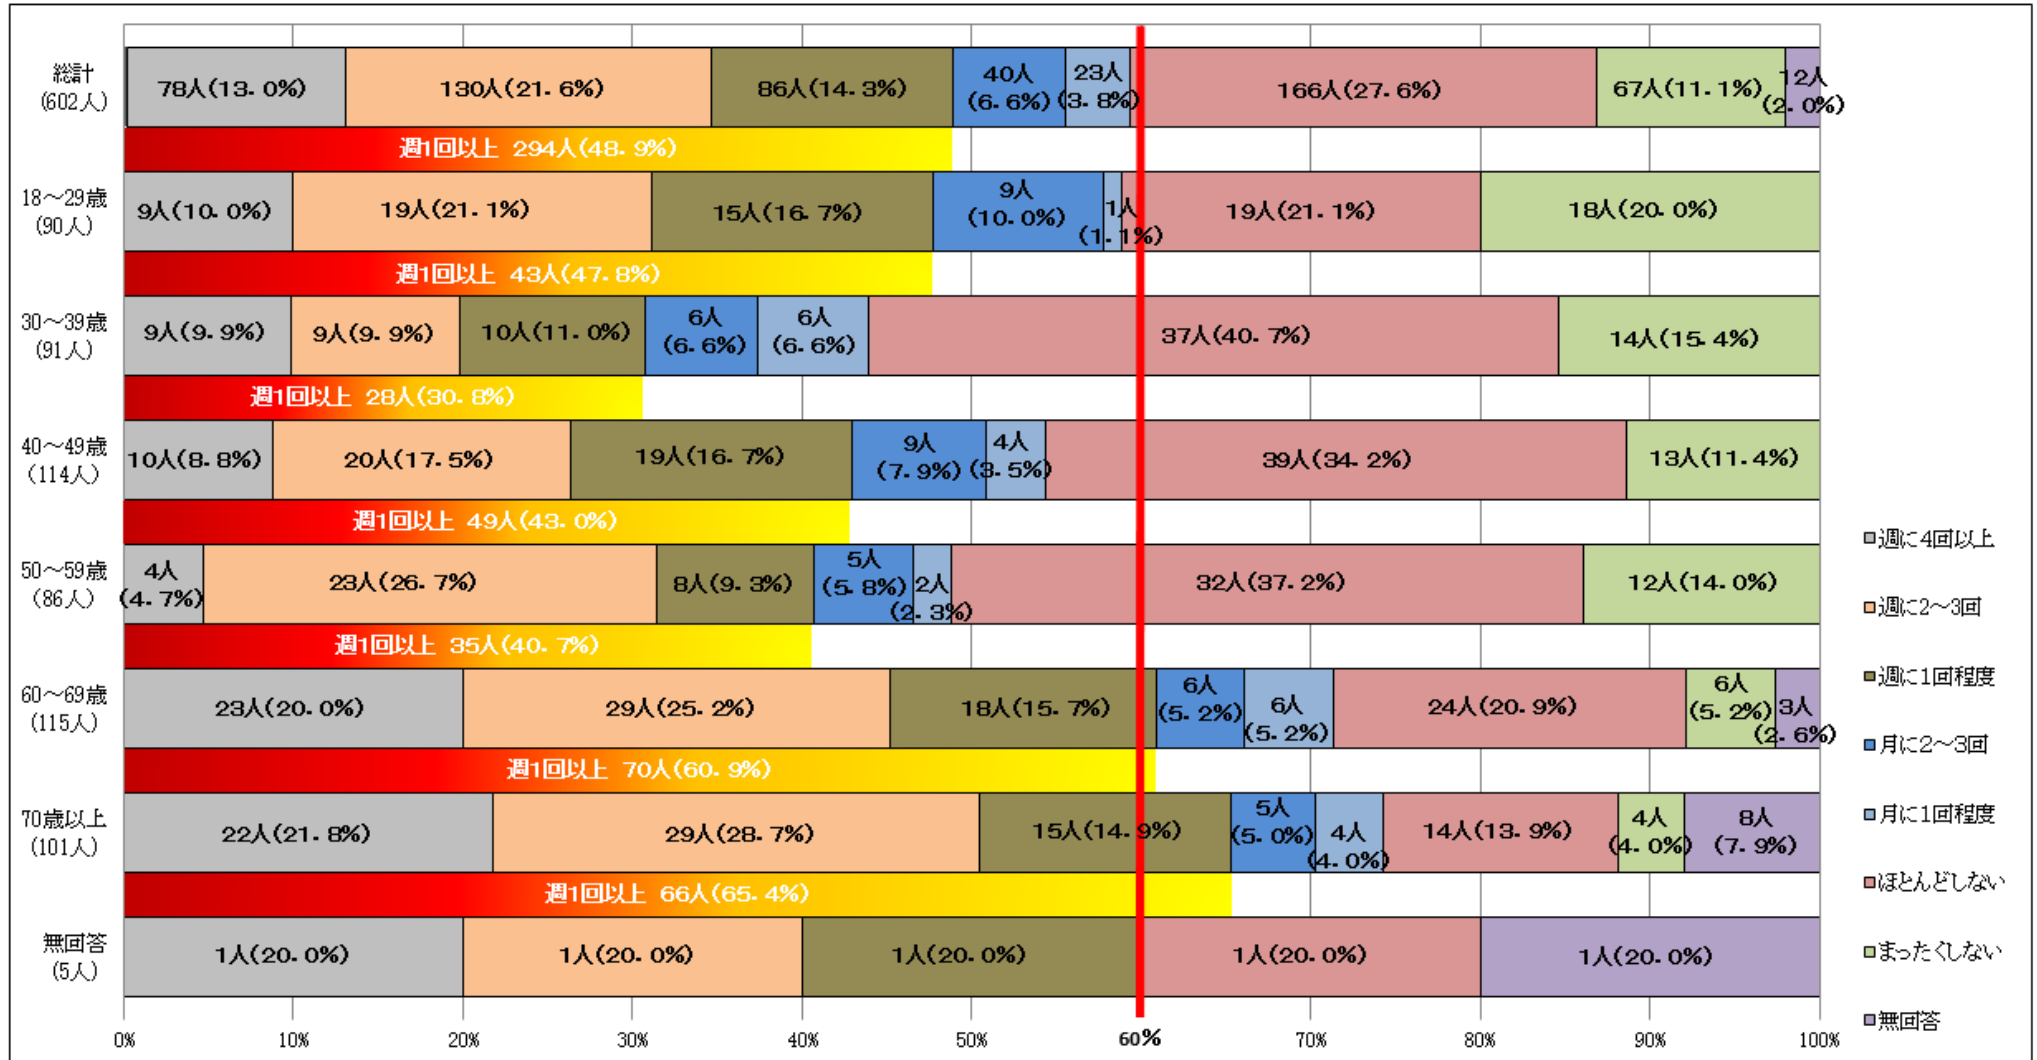 総計
(602人)
78人(13.0%)
130人(21.6%)
86人(14.3%)
40人
(6.6%)
23人
(3.8%)
166人(27.6%)
67人(11.1%)
12人
(2.0%)
週1回以上 294人(48.9%)
18～29歳
(90人)
9人(10.0%)
19人(21.1%)
15人(16.7%)
9人
(10.0%)
1人
(1.1%)
19人(21.1%)
18人(20.0%)
週1回以上 43人(47.8%)
30～39歳
(91人)
9人(9.9%)
9人(9.9%)
10人(11.0%)
6人
(6.6%)
6人
(6.6%)
37人(40.7%)
14人(15.4%)
週1回以上 28人(30.8%)
40～49歳
(114人)
10人(8.8%)
20人(17.5%)
19人(16.7%)
9人
(7.9%)
4人
(3.5%)
39人(34.2%)
13人(11.4%)
週1回以上 49人(43.0%)
50～59歳
(86人)
4人
(4.7%)
23人(26.7%)
8人(9.3%)
5人
(5.8%)
2人
(2.3%)
32人(37.2%)
12人(14.0%)
週1回以上 35人(40.7%)
60～69歳
(115人)
23人(20.0%)
29人(25.2%)
18人(15.7%)
6人
(5.2%)
6人
(5.2%)
24人(20.9%)
6人
(5.2%)
3人
(2.6%)
週1回以上 70人(60.9%)
70歳以上
(101人)
22人(21.8%)
29人(28.7%)
15人(14.9%)
5人
(5.0%)
4人
(4.0%)
14人(13.9%)
4人
(4.0%)
8人
(7.9%)
週1回以上 66人(65.4%)
無回答
(5人)
1人(20.0%)
1人(20.0%)
1人(20.0%)
1人(20.0%)
1人(20.0%)
0%
10%
20%
30%
40%
50%
60%
70%
80%
90%
100%
週に4回以上
週に2～3回
週に1回程度
月に2～3回
月に1回程度
ほとんどしない
まったくしない
無回答